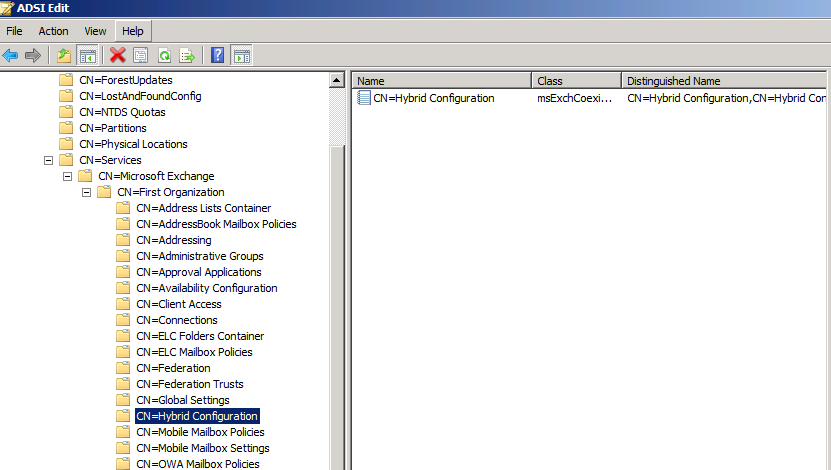 ADSI Edit
File Action View Help
CN=ForestUpdates
CN=LostAndFoundConfig
CN=NTDS Quotas
CN=Partitions
CN=Physical Locations
CN=Services
CN=Microsoft Exchange
CN=First Organization
CN=Address Lists Container
CN=AddressBook Mailbox Policies
CN=Addressing
CN=Administrative Groups
CN=Approval Applications
CN=Availability Configuration
CN=Client Access
CN=Connections
CN=ELC Folders Container
CN=ELC Mailbox Policies
CN=Federation
CN=Federation Trusts
CN=Global Settings
CN=Hybrid Configuration
CN=Mobile Mailbox Policies
CN=Mobile Mailbox Settings
CN=OWA Mailbox Policies
Name Class Distinguished Name
CN=Hybrid Configuration msExchCoexi... CN=Hybrid Configuration,CN=Hybrid Con